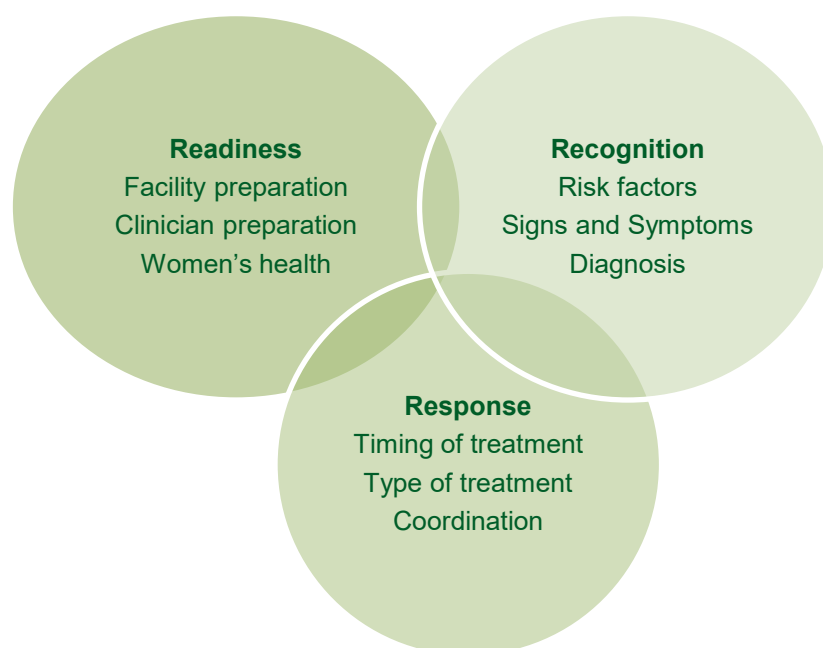 Readiness
Facility preparation
Clinician preparation
Women’s health
Recognition
Risk factors
Signs and Symptoms
Diagnosis
Response
Timing of treatment
Type of treatment
Coordination